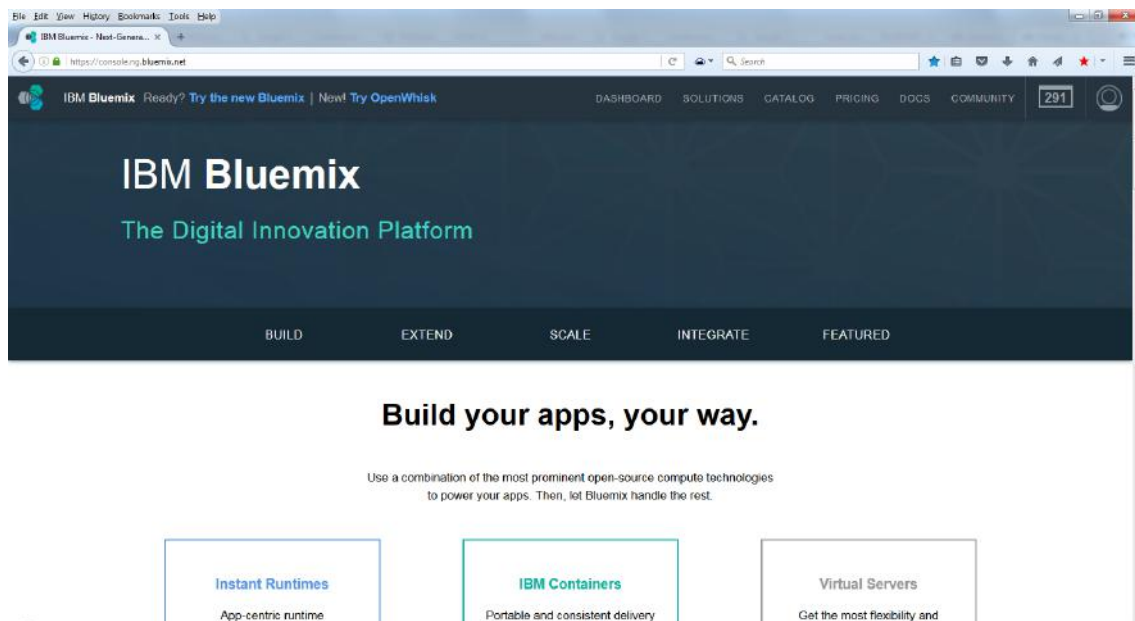 File Edit View History Bookmarks Tools Help
IBM Bluemix - Next-Genera... × +
https://console.ng.bluemix.net
Search
IBM Bluemix Ready? Try the new Bluemix | New! Try OpenWhisk
DASHBOARD SOLUTIONS CATALOG PRICING DOCS COMMUNITY 291
IBM Bluemix
The Digital Innovation Platform
BUILD EXTEND SCALE INTEGRATE FEATURED
Build your apps, your way.
Use a combination of the most prominent open-source compute technologies
to power your apps. Then, let Bluemix handle the rest.
Instant Runtimes
App-centric runtime
IBM Containers
Portable and consistent delivery
Virtual Servers
Get the most flexibility and